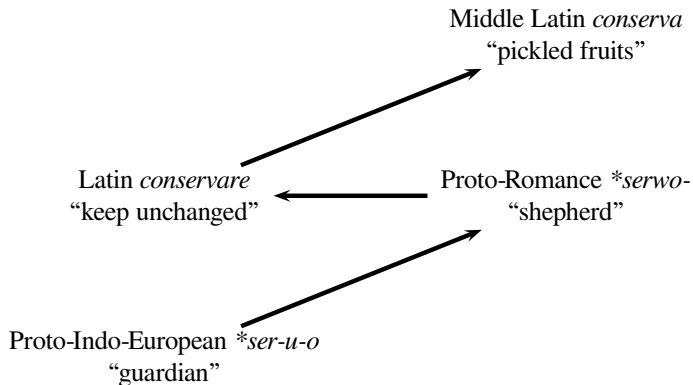 Middle Latin conserva
“pickled fruits”
Latin conservare
“keep unchanged”
Proto-Romance *serwo-
“shepherd”
Proto-Indo-European *ser-u-o
“guardian”